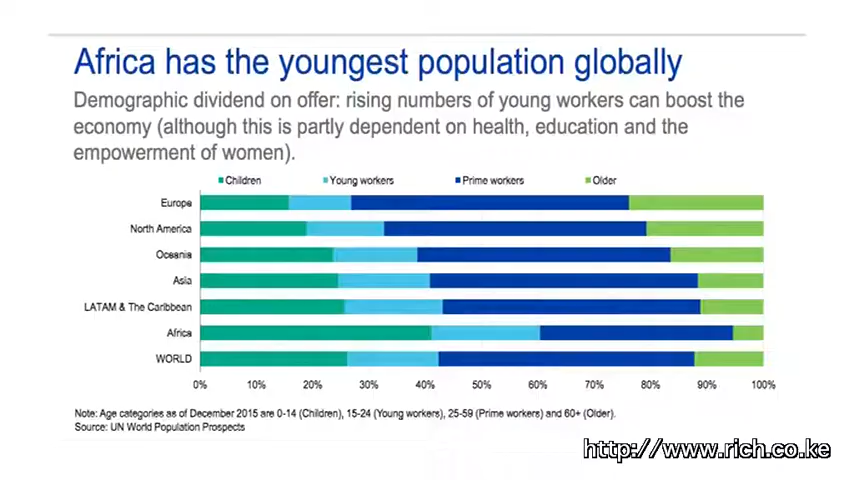 Africa has the youngest population globally
Demographic dividend on offer: rising numbers of young workers can boost the
economy (although this is partly dependent on health, education and the
empowerment of women).
Children Young workers Prime workers Older
Europe
North America
Oceania
Asia
LATAM & The Caribbean
Africa
WORLD
0% 10% 20% 30% 40% 50% 60% 70% 80% 90% 100%
Note: Age categories as of December 2015 are 0-14 (Children), 15-24 (Young workers), 25-59 (Prime workers) and 60+ (Older).
Source: UN World Population Prospects
http://www.rich.co.ke